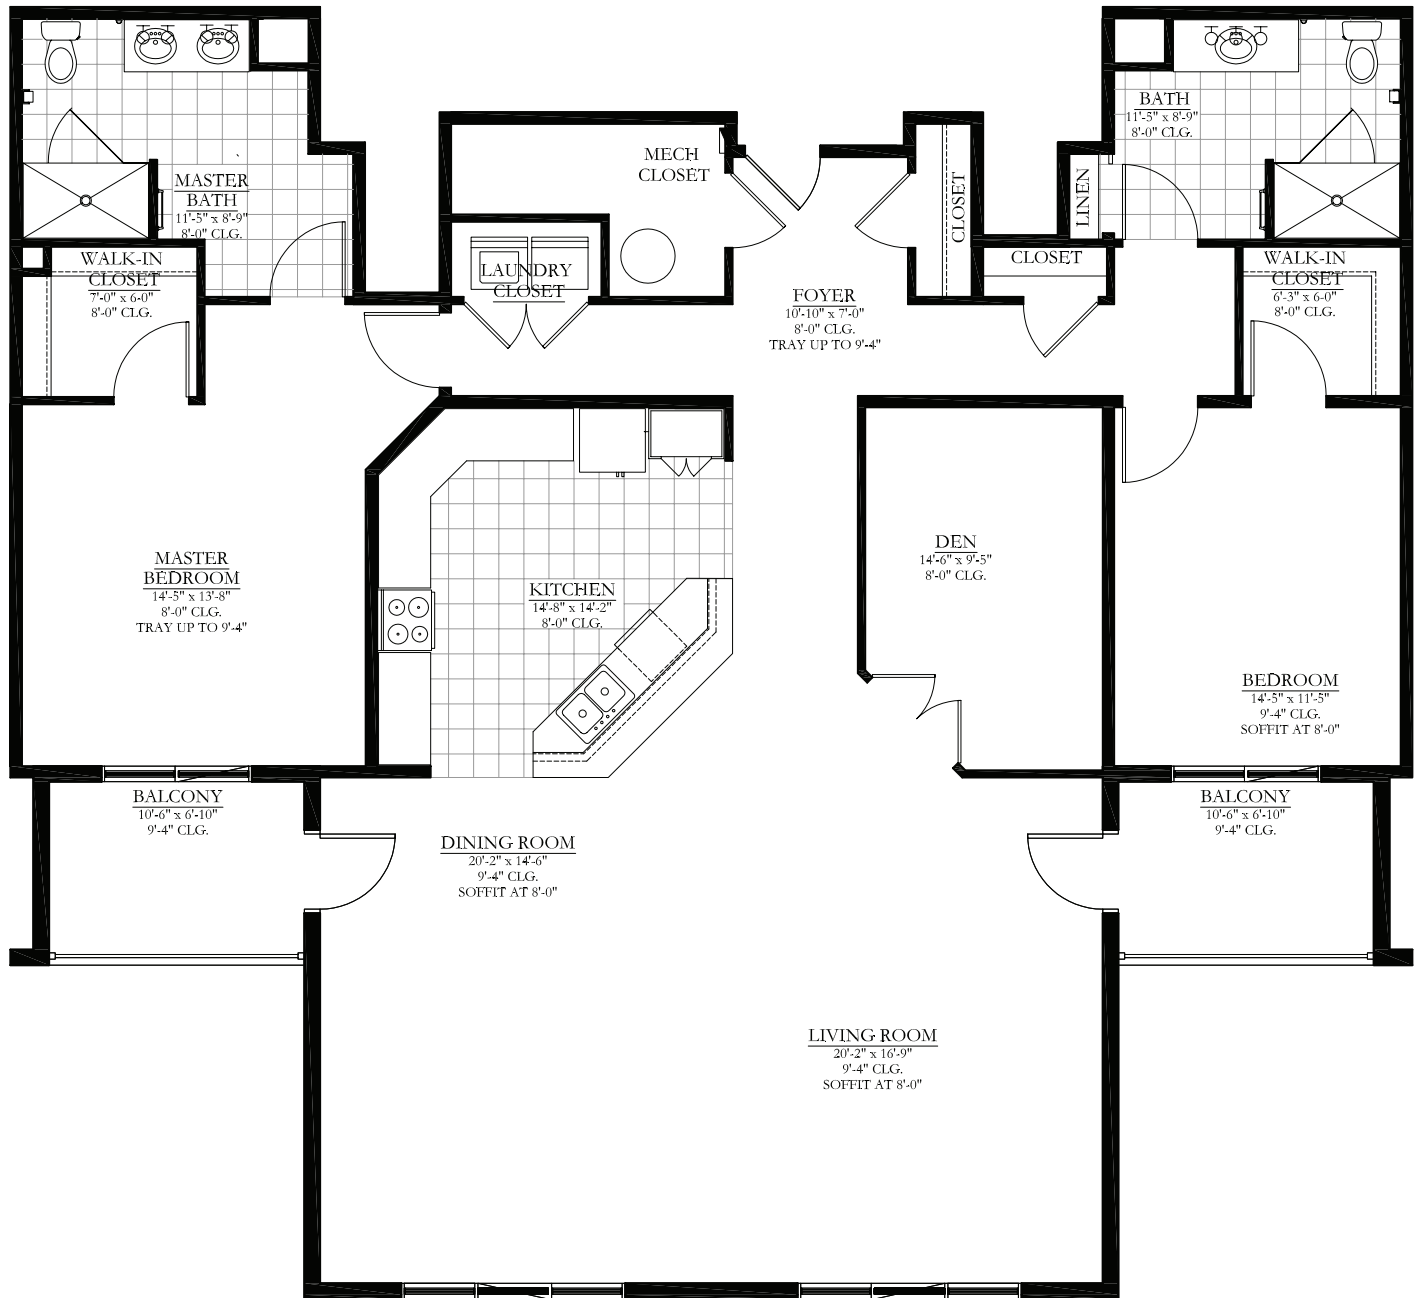 BATH
11'-5" x 8'-9"
8'-0" CLG.
MECH
CLOSET
MASTER
BATH
11'-5" x 8'-9"
8'-0" CLG.
CLOSET
LINEN
WALK-IN
CLOSET
7'-0" x 6'-0"
8'-0" CLG.
LAUNDRY
CLOSET
FOYER
10'-10" x 7'-0"
8'-0" CLG.
TRAY UP TO 9'-4"
CLOSET
WALK-IN
CLOSET
6'-3" x 6'-0"
8'-0" CLG.
MASTER
BEDROOM
14'-5" x 13'-8"
8'-0" CLG.
TRAY UP TO 9'-4"
KITCHEN
14'-8" x 14'-2"
8'-0" CLG.
DEN
14'-6" x 9'-5"
8'-0" CLG.
BEDROOM
14'-5" x 11'-5"
9'-4" CLG.
SOFFIT AT 8'-0"
BALCONY
10'-6" x 6'-10"
9'-4" CLG.
DINING ROOM
20'-2" x 14'-6"
9'-4" CLG.
SOFFIT AT 8'-0"
BALCONY
10'-6" x 6'-10"
9'-4" CLG.
LIVING ROOM
20'-2" x 16'-9"
9'-4" CLG.
SOFFIT AT 8'-0"